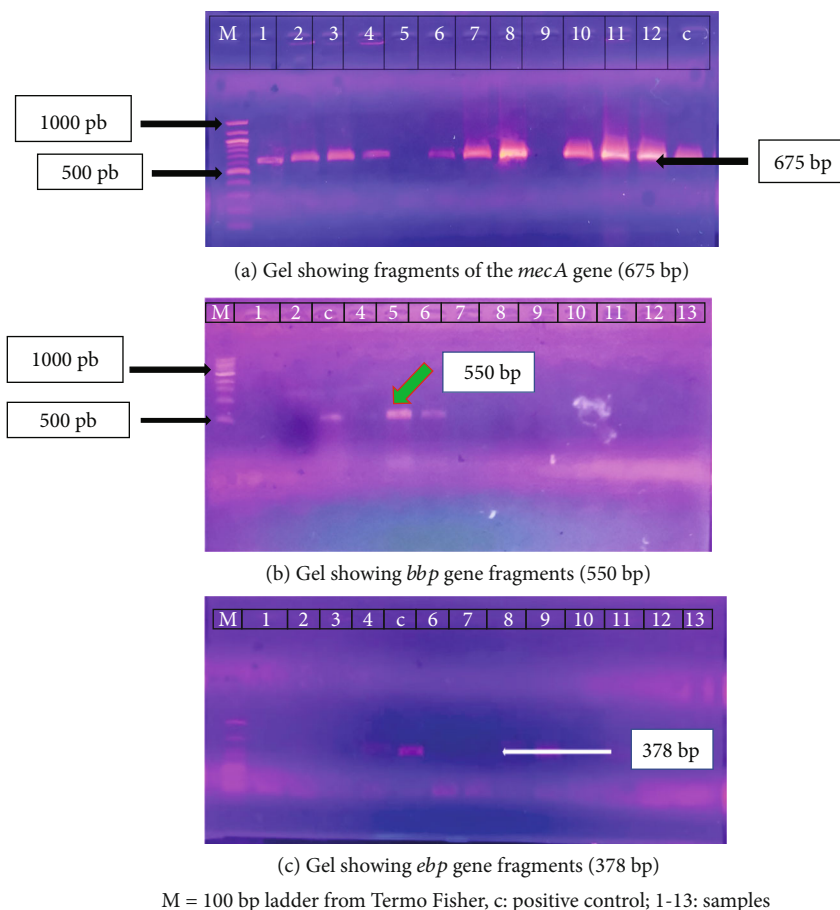 M 1 2 3 4 5 6 7 8 9 10 11 12 c
1000 pb
500 pb
675 bp
(a) Gel showing fragments of the mecA gene (675 bp)
M 1 2 c 4 5 6 7 8 9 10 11 12 13
1000 pb
550 bp
500 pb
(b) Gel showing bbp gene fragments (550 bp)
M 1 2 3 4 c 6 7 8 9 10 11 12 13
378 bp
(c) Gel showing ebp gene fragments (378 bp)
M = 100 bp ladder from Termo Fisher, c: positive control; 1-13: samples